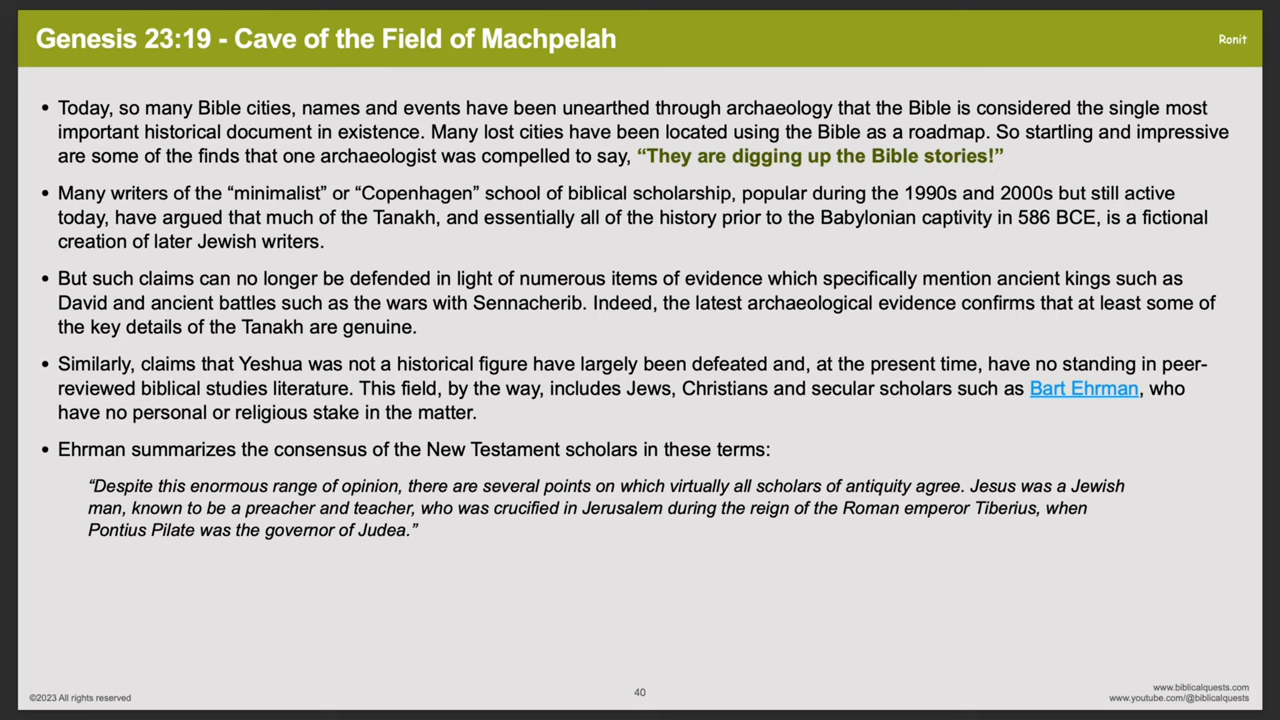 Genesis 23:19 - Cave of the Field of Machpelah
Ronit
• Today, so many Bible cities, names and events have been unearthed through archaeology that the Bible is considered the single most
important historical document in existence. Many lost cities have been located using the Bible as a roadmap. So startling and impressive
are some of the finds that one archaeologist was compelled to say, “They are digging up the Bible stories!”
• Many writers of the “minimalist” or “Copenhagen” school of biblical scholarship, popular during the 1990s and 2000s but still active
today, have argued that much of the Tanakh, and essentially all of the history prior to the Babylonian captivity in 586 BCE, is a fictional
creation of later Jewish writers.
• But such claims can no longer be defended in light of numerous items of evidence which specifically mention ancient kings such as
David and ancient battles such as the wars with Sennacherib. Indeed, the latest archaeological evidence confirms that at least some of
the key details of the Tanakh are genuine.
• Similarly, claims that Yeshua was not a historical figure have largely been defeated and, at the present time, have no standing in peer-
reviewed biblical studies literature. This field, by the way, includes Jews, Christians and secular scholars such as Bart Ehrman, who
have no personal or religious stake in the matter.
• Ehrman summarizes the consensus of the New Testament scholars in these terms:
“Despite this enormous range of opinion, there are several points on which virtually all scholars of antiquity agree. Jesus was a Jewish
man, known to be a preacher and teacher, who was crucified in Jerusalem during the reign of the Roman emperor Tiberius, when
Pontius Pilate was the governor of Judea.”
©2023 All rights reserved
40
www.biblicalquests.com
www.youtube.com/@biblicalquests